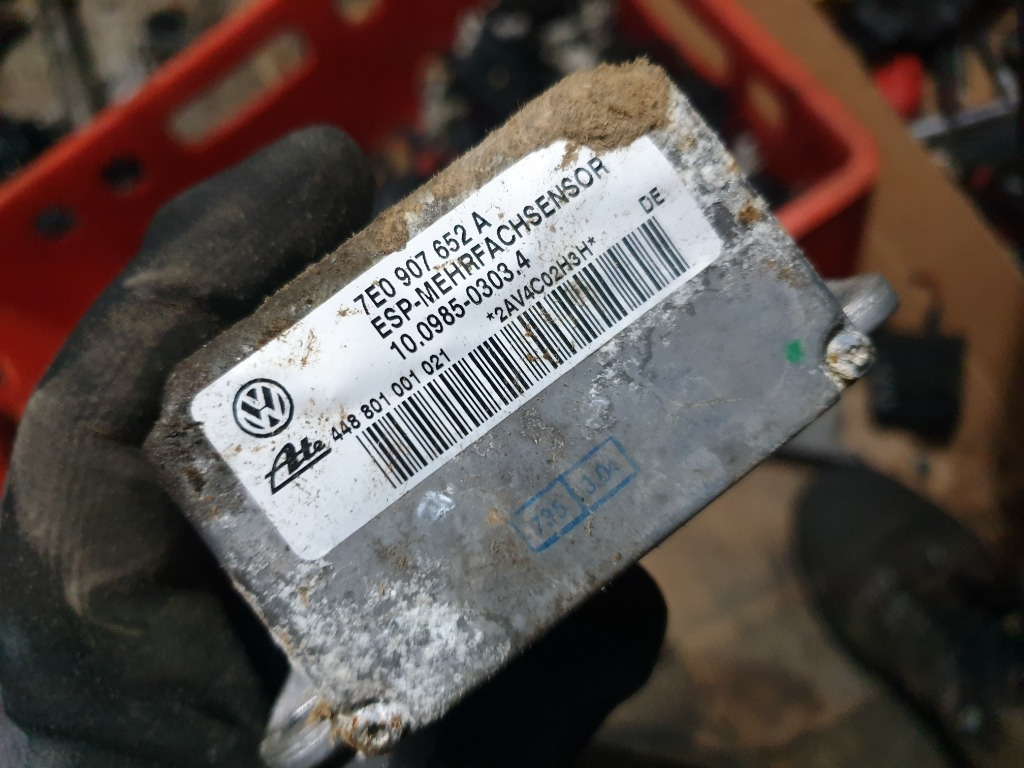 7E0 907 652 A
ESP-MEHRFACHSENSOR
10.0985-0303.4
*2AV4C02H3H*
DE
Ate 448 801 001 021